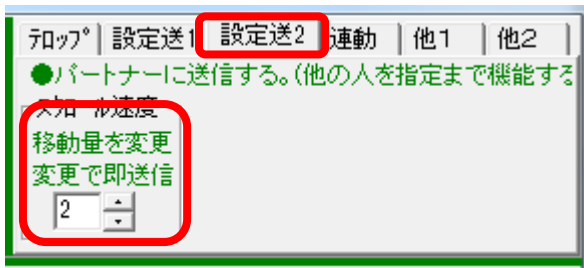 ﾃﾛｯﾌﾟ 設定送1 設定送2 連動 他1 他2
●パートナーに送信する。(他の人を指定まで機能する
ｽｸﾛｰﾙ速度
移動量を変更
変更で即送信
2